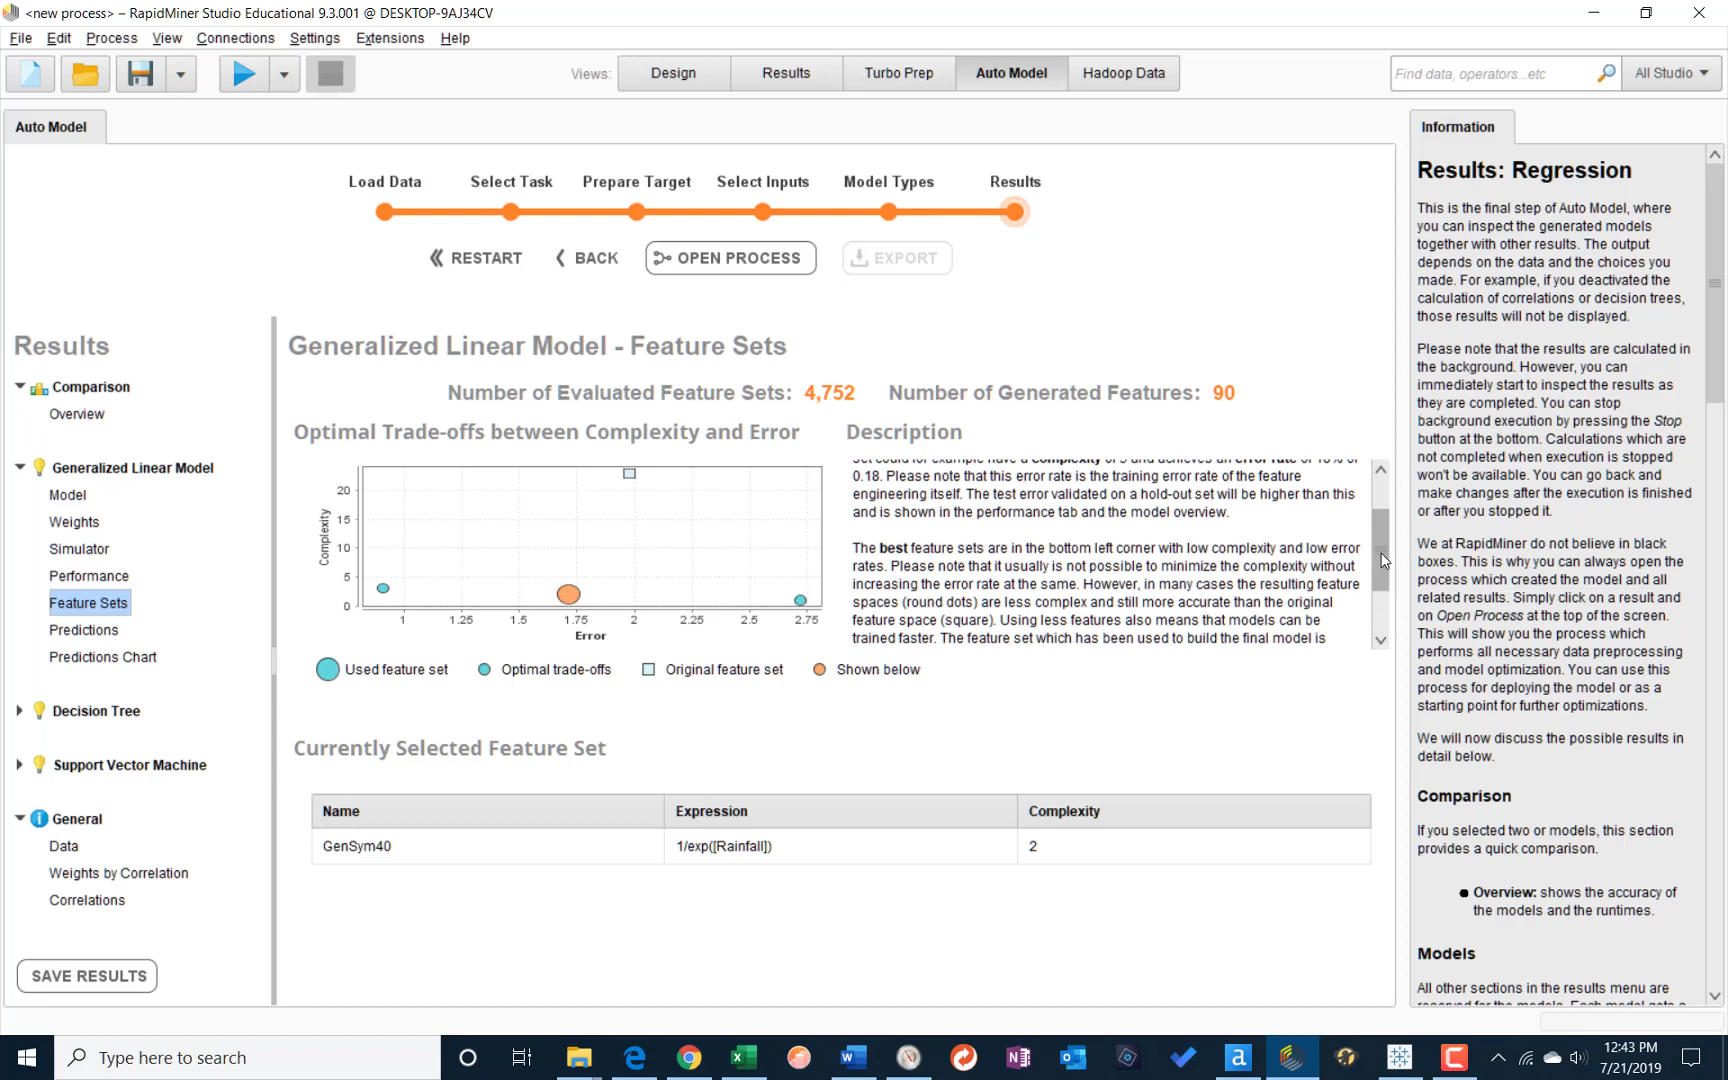 <new process> – RapidMiner Studio Educational 9.3.001 @ DESKTOP-9AJ34CV
File Edit Process View Connections Settings Extensions Help
Views: Design Results Turbo Prep Auto Model Hadoop Data
Find data, operators...etc
All Studio
Auto Model
Load Data Select Task Prepare Target Select Inputs Model Types Results
RESTART BACK OPEN PROCESS EXPORT
Results
Comparison
Overview
Generalized Linear Model
Model
Weights
Simulator
Performance
Feature Sets
Predictions
Predictions Chart
Decision Tree
Support Vector Machine
General
Data
Weights by Correlation
Correlations
SAVE RESULTS
Generalized Linear Model - Feature Sets
Number of Evaluated Feature Sets: 4,752 Number of Generated Features: 90
Optimal Trade-offs between Complexity and Error
Complexity
20
15
10
5
0
1 1.25 1.5 1.75 2 2.25 2.5 2.75
Error
Used feature set Optimal trade-offs Original feature set Shown below
Description
0.18. Please note that this error rate is the training error rate of the feature
engineering itself. The test error validated on a hold-out set will be higher than this
and is shown in the performance tab and the model overview.
The best feature sets are in the bottom left corner with low complexity and low error
rates. Please note that it usually is not possible to minimize the complexity without
increasing the error rate at the same. However, in many cases the resulting feature
spaces (round dots) are less complex and still more accurate than the original
feature space (square). Using less features also means that models can be
trained faster. The feature set which has been used to build the final model is
Currently Selected Feature Set
Name Expression Complexity
GenSym40 1/exp([Rainfall]) 2
Information
Results: Regression
This is the final step of Auto Model, where
you can inspect the generated models
together with other results. The output
depends on the data and the choices you
made. For example, if you deactivated the
calculation of correlations or decision trees,
those results will not be displayed.
Please note that the results are calculated in
the background. However, you can
immediately start to inspect the results as
they are completed. You can stop
background execution by pressing the Stop
button at the bottom. Calculations which are
not completed when execution is stopped
won't be available. You can go back and
make changes after the execution is finished
or after you stopped it.
We at RapidMiner do not believe in black
boxes. This is why you can always open the
process which created the model and all
related results. Simply click on a result and
on Open Process at the top of the screen.
This will show you the process which
performs all necessary data preprocessing
and model optimization. You can use this
process for deploying the model or as a
starting point for further optimizations.
We will now discuss the possible results in
detail below.
Comparison
If you selected two or models, this section
provides a quick comparison.
Overview: shows the accuracy of
the models and the runtimes.
Models
All other sections in the results menu are
Type here to search
12:43 PM
7/21/2019